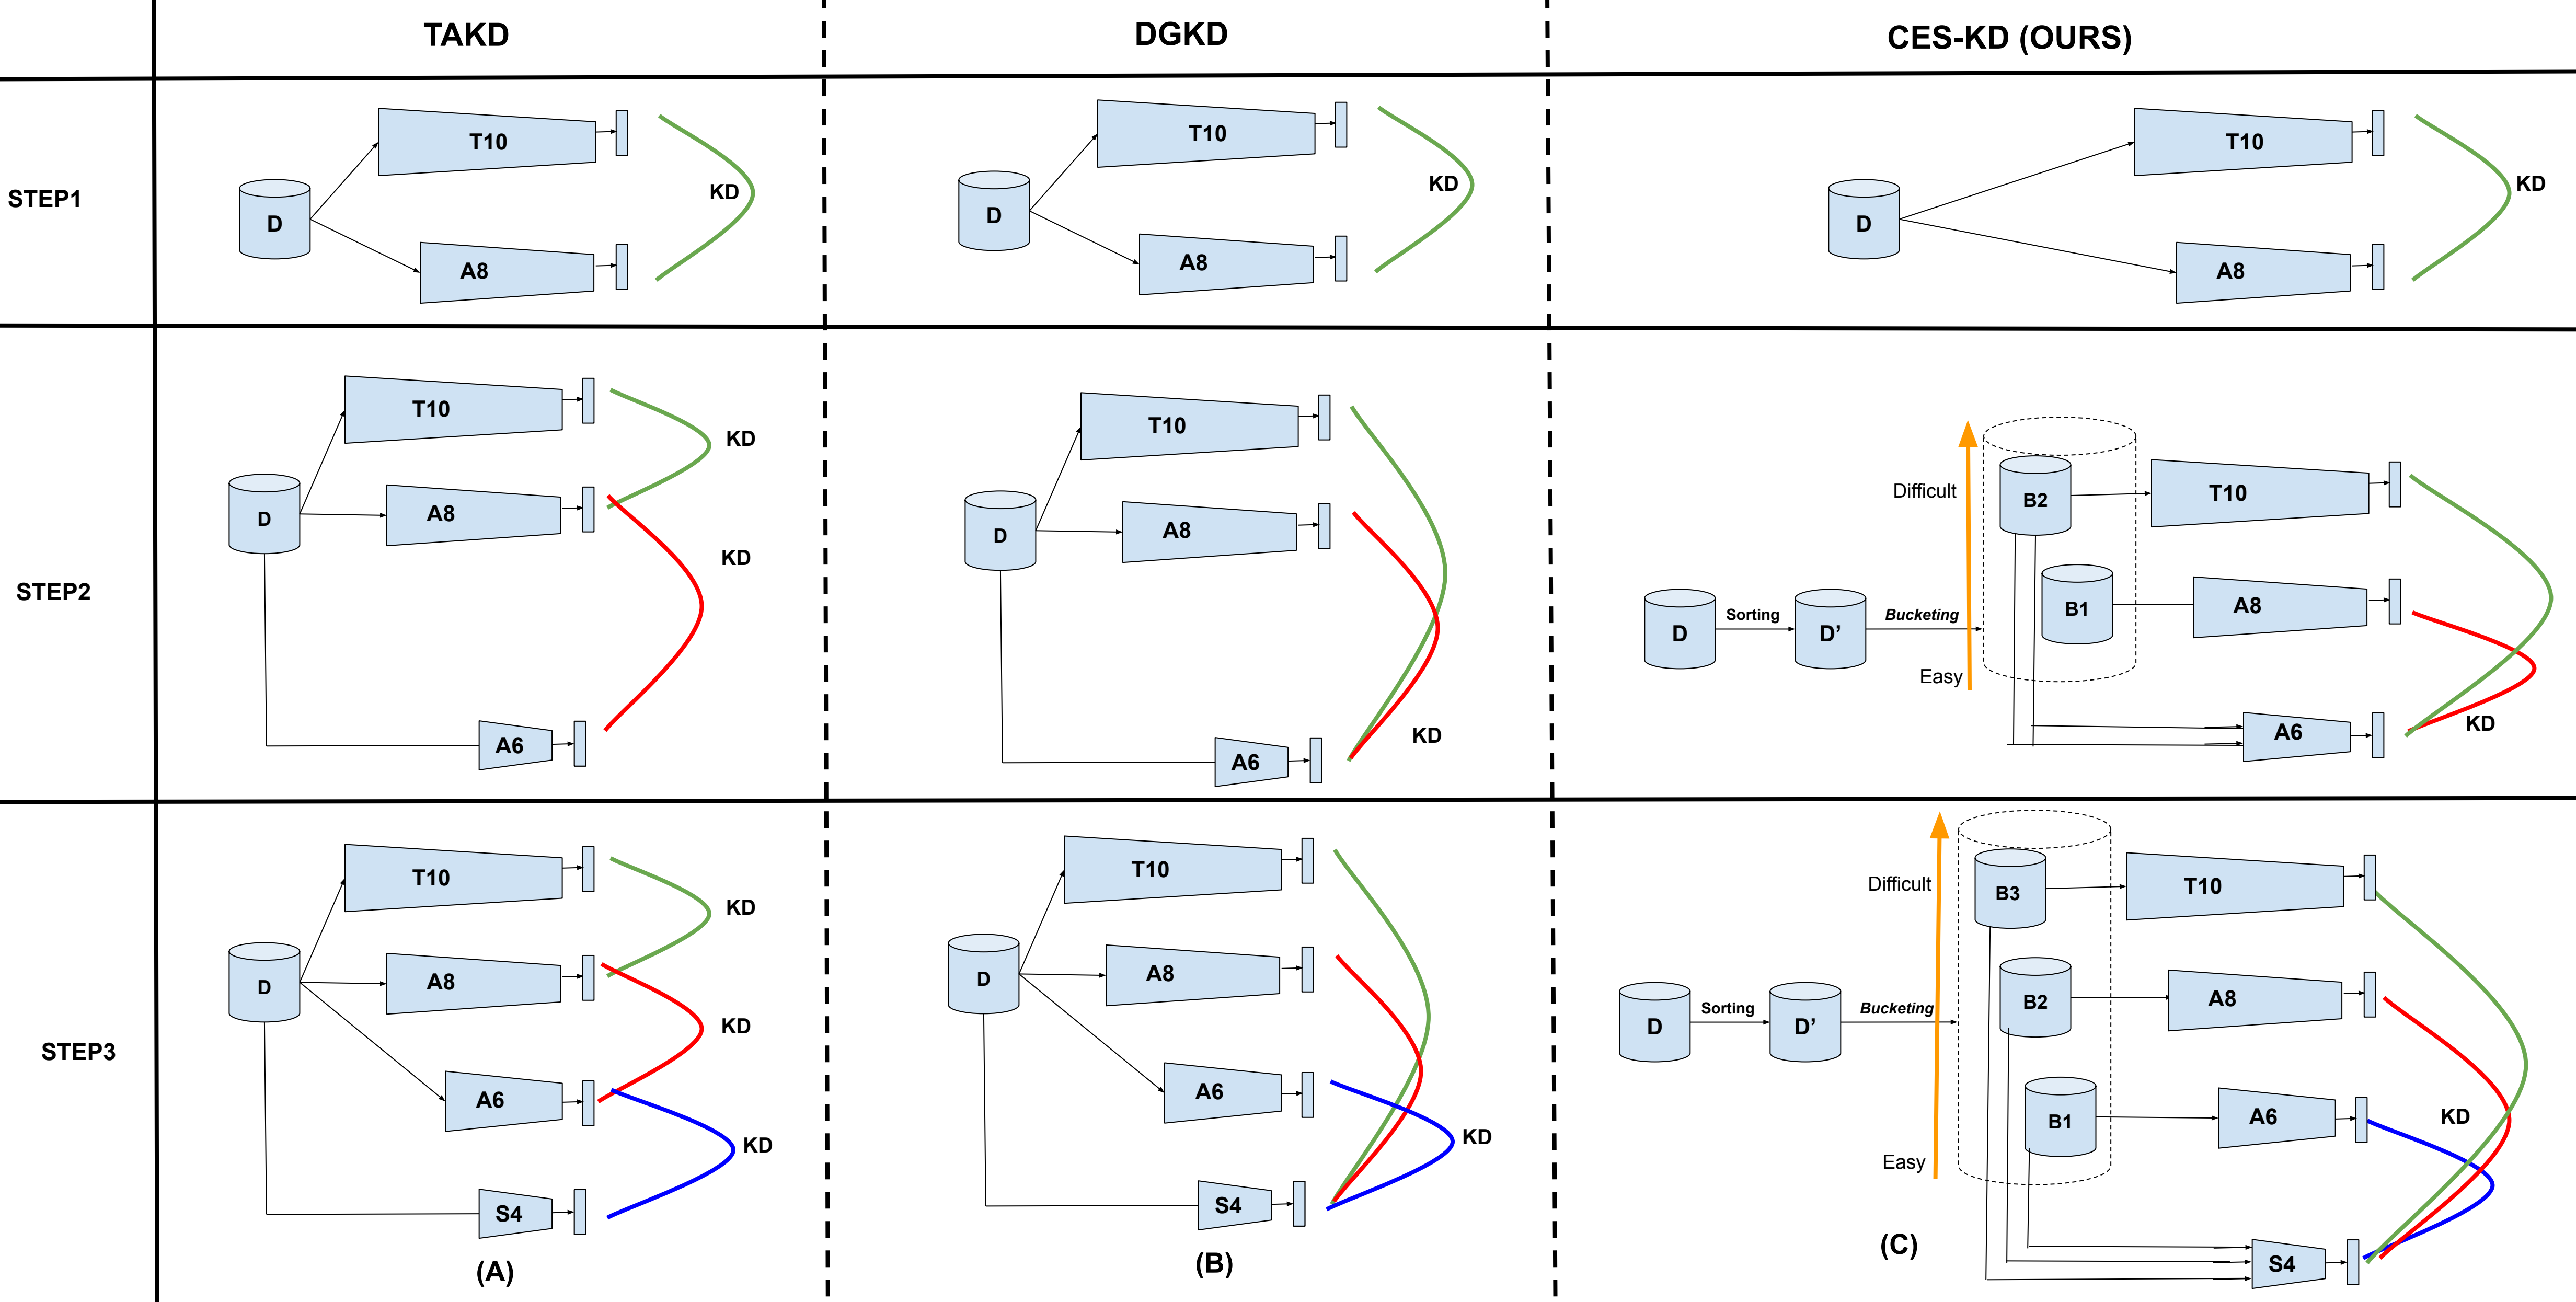 TAKD
DGKD
CES-KD (OURS)
STEP1
T10
D
A8
KD
T10
D
A8
KD
T10
D
A8
KD
STEP2
T10
KD
D
A8
KD
A6
T10
D
A8
KD
A6
Difficult
B2
T10
D
Sorting
D’
Bucketing
B1
A8
Easy
A6
KD
STEP3
T10
KD
D
A8
KD
A6
KD
S4
(A)
T10
D
A8
A6
KD
S4
(B)
Difficult
B3
T10
D
Sorting
D’
Bucketing
B2
A8
B1
A6
KD
Easy
S4
(C)